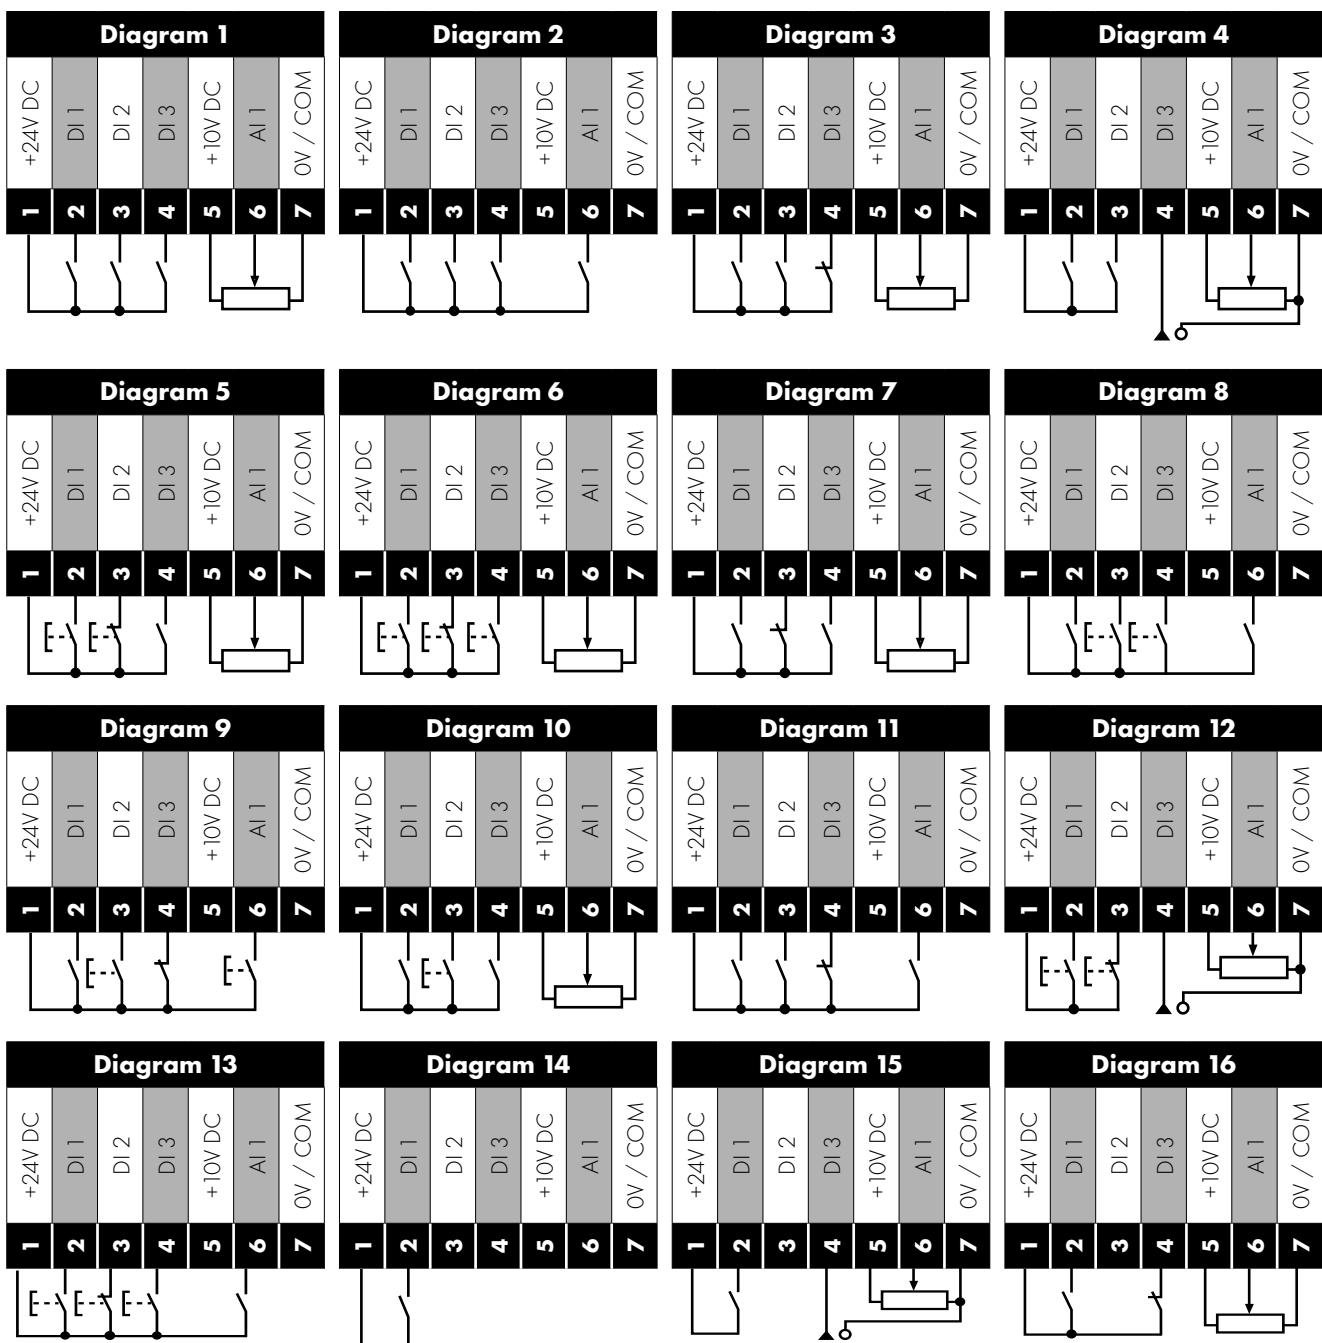 Diagram 1
+24V DC
DI 1
DI 2
DI 3
+10V DC
AI 1
0V / COM
1
2
3
4
5
6
7
Diagram 2
+24V DC
DI 1
DI 2
DI 3
+10V DC
AI 1
0V / COM
1
2
3
4
5
6
7
Diagram 3
+24V DC
DI 1
DI 2
DI 3
+10V DC
AI 1
0V / COM
1
2
3
4
5
6
7
Diagram 4
+24V DC
DI 1
DI 2
DI 3
+10V DC
AI 1
0V / COM
1
2
3
4
5
6
7
Diagram 5
+24V DC
DI 1
DI 2
DI 3
+10V DC
AI 1
0V / COM
1
2
3
4
5
6
7
Diagram 6
+24V DC
DI 1
DI 2
DI 3
+10V DC
AI 1
0V / COM
1
2
3
4
5
6
7
Diagram 7
+24V DC
DI 1
DI 2
DI 3
+10V DC
AI 1
0V / COM
1
2
3
4
5
6
7
Diagram 8
+24V DC
DI 1
DI 2
DI 3
+10V DC
AI 1
0V / COM
1
2
3
4
5
6
7
Diagram 9
+24V DC
DI 1
DI 2
DI 3
+10V DC
AI 1
0V / COM
1
2
3
4
5
6
7
Diagram 10
+24V DC
DI 1
DI 2
DI 3
+10V DC
AI 1
0V / COM
1
2
3
4
5
6
7
Diagram 11
+24V DC
DI 1
DI 2
DI 3
+10V DC
AI 1
0V / COM
1
2
3
4
5
6
7
Diagram 12
+24V DC
DI 1
DI 2
DI 3
+10V DC
AI 1
0V / COM
1
2
3
4
5
6
7
Diagram 13
+24V DC
DI 1
DI 2
DI 3
+10V DC
AI 1
0V / COM
1
2
3
4
5
6
7
Diagram 14
+24V DC
DI 1
DI 2
DI 3
+10V DC
AI 1
0V / COM
1
2
3
4
5
6
7
Diagram 15
+24V DC
DI 1
DI 2
DI 3
+10V DC
AI 1
0V / COM
1
2
3
4
5
6
7
Diagram 16
+24V DC
DI 1
DI 2
DI 3
+10V DC
AI 1
0V / COM
1
2
3
4
5
6
7